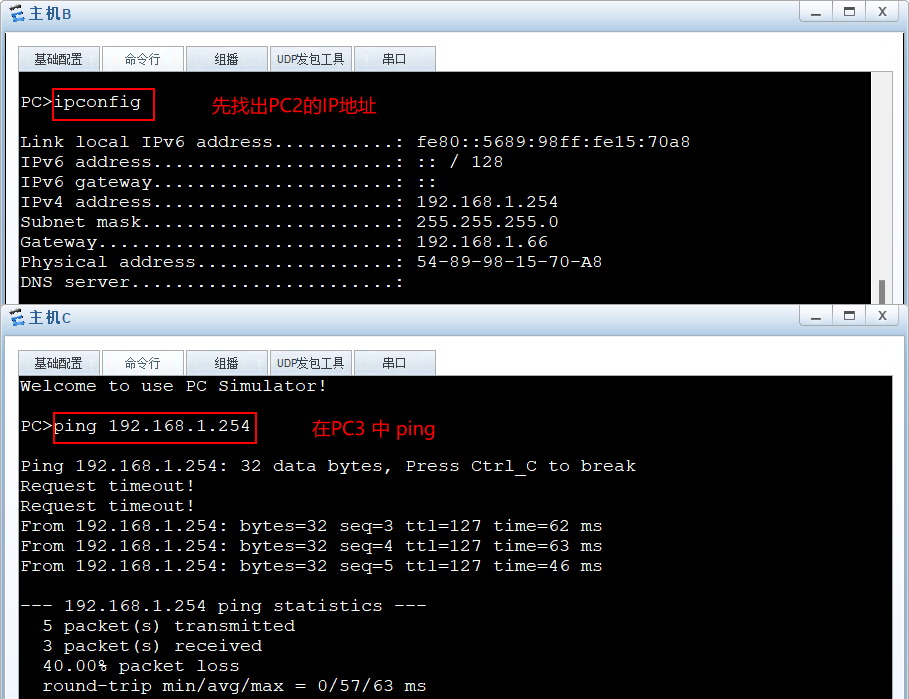 主机B
基础配置 命令行 组播 UDP发包工具 串口
PC>ipconfig 先找出PC2的IP地址
Link local IPv6 address...........: fe80::5689:98ff:fe15:70a8
IPv6 address......................: :: / 128
IPv6 gateway......................: ::
IPv4 address......................: 192.168.1.254
Subnet mask.......................: 255.255.255.0
Gateway...........................: 192.168.1.66
Physical address..................: 54-89-98-15-70-A8
DNS server........................:
主机C
基础配置 命令行 组播 UDP发包工具 串口
Welcome to use PC Simulator!
PC>ping 192.168.1.254 在PC3 中 ping
Ping 192.168.1.254: 32 data bytes, Press Ctrl_C to break
Request timeout!
Request timeout!
From 192.168.1.254: bytes=32 seq=3 ttl=127 time=62 ms
From 192.168.1.254: bytes=32 seq=4 ttl=127 time=63 ms
From 192.168.1.254: bytes=32 seq=5 ttl=127 time=46 ms
--- 192.168.1.254 ping statistics ---
5 packet(s) transmitted
3 packet(s) received
40.00% packet loss
round-trip min/avg/max = 0/57/63 ms